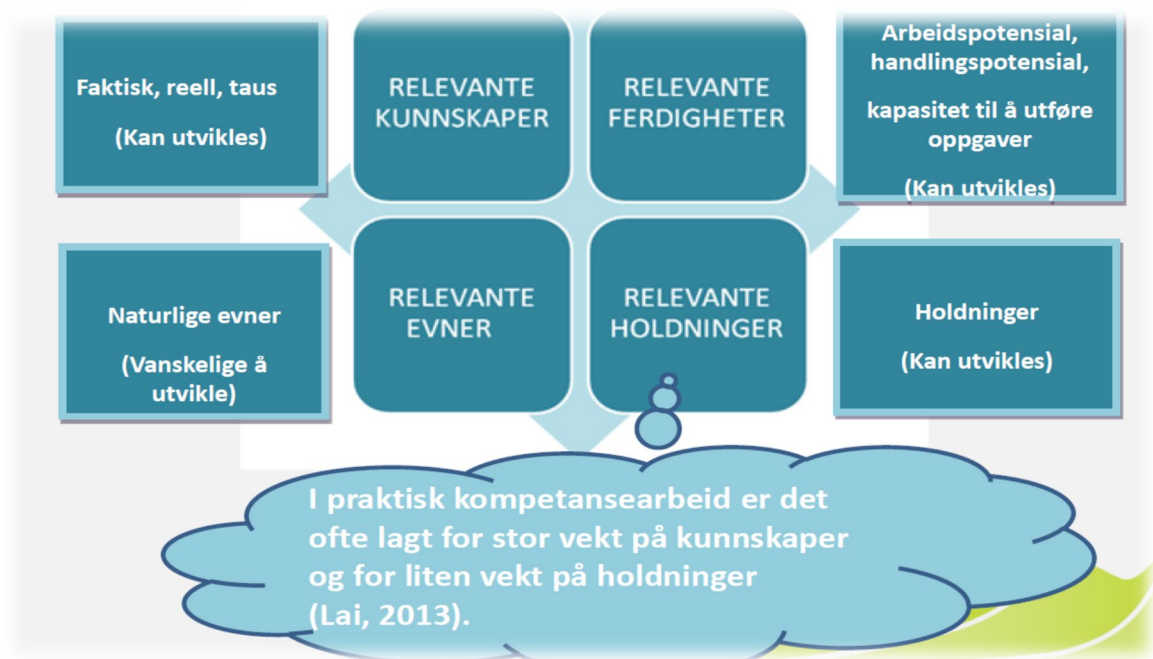 Faktisk, reell, taus
(Kan utvikles)
RELEVANTE
KUNNSKAPER
RELEVANTE
FERDIGHETER
Arbeidspotensial,
handlingspotensial,
kapasitet til å utføre
oppgaver
(Kan utvikles)
Naturlige evner
(Vanskelige å
utvikle)
RELEVANTE
EVNER
RELEVANTE
HOLDNINGER
Holdninger
(Kan utvikles)
I praktisk kompetansearbeid er det
ofte lagt for stor vekt på kunnskaper
og for liten vekt på holdninger
(Lai, 2013).